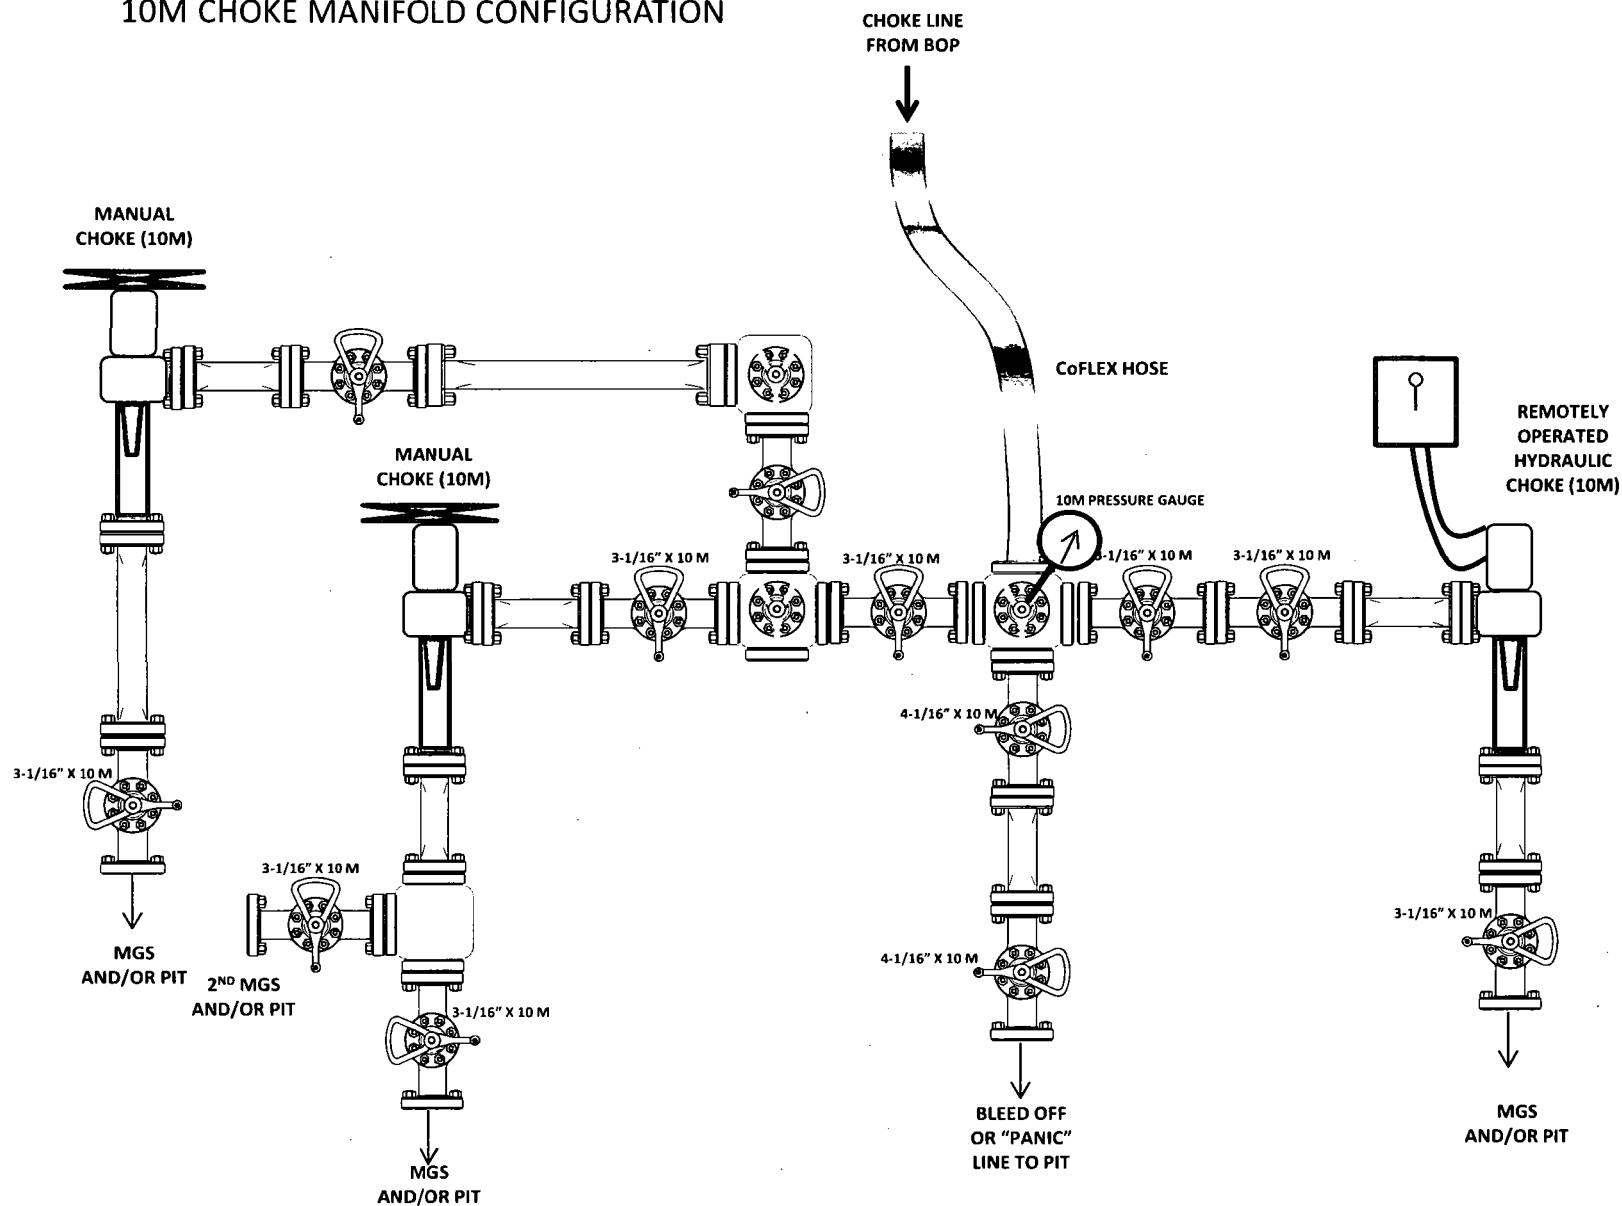 10M CHOKE MANIFOLD CONFIGURATION
CHOKE LINE
FROM BOP
MANUAL
CHOKE (10M)
CoFLEX HOSE
REMOTELY
OPERATED
HYDRAULIC
CHOKE (10M)
MANUAL
CHOKE (10M)
10M PRESSURE GAUGE
3-1/16" X 10 M
3-1/16" X 10 M
3-1/16" X 10 M
3-1/16" X 10 M
4-1/16" X 10 M
3-1/16" X 10 M
3-1/16" X 10 M
3-1/16" X 10 M
4-1/16" X 10 M
MGS
AND/OR PIT
2ND MGS
AND/OR PIT
3-1/16" X 10 M
BLEED OFF
OR "PANIC"
LINE TO PIT
MGS
AND/OR PIT
MGS
AND/OR PIT